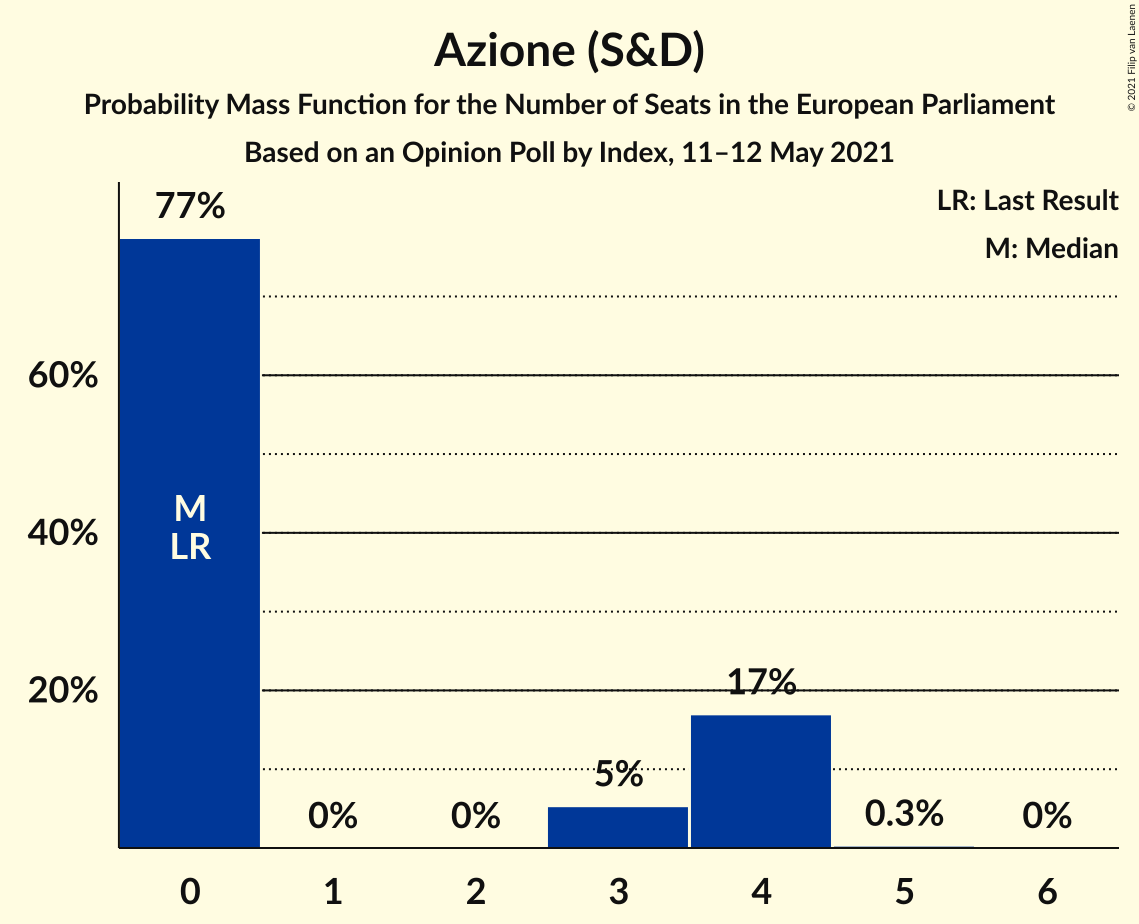 Azione (S&D)
Probability Mass Function for the Number of Seats in the European Parliament
Based on an Opinion Poll by Index, 11–12 May 2021
© 2021 Filip van Laenen
LR: Last Result
M: Median
77%
60%
40%
20%
M
LR
0%
0%
5%
17%
0.3%
0%
0
1
2
3
4
5
6